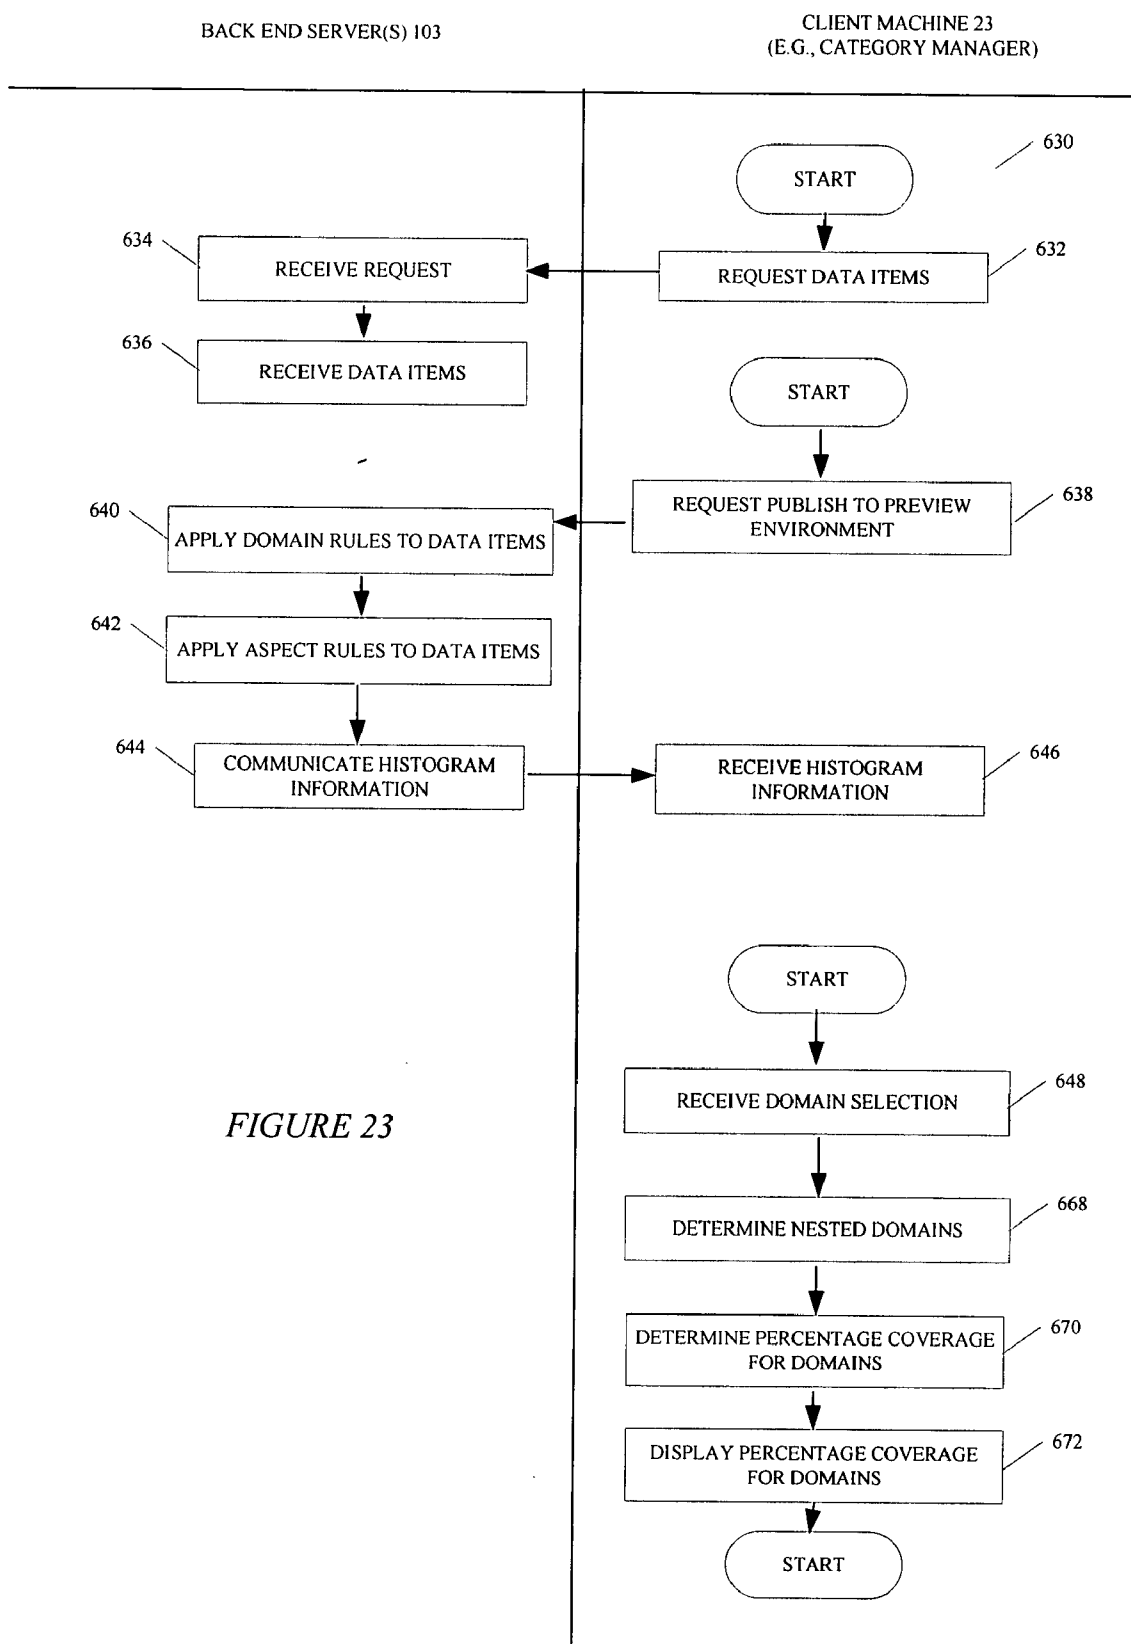 BACK END SERVER(S) 103
CLIENT MACHINE 23
(E.G., CATEGORY MANAGER)
630
START
634
RECEIVE REQUEST
REQUEST DATA ITEMS
632
636
RECEIVE DATA ITEMS
START
640
APPLY DOMAIN RULES TO DATA ITEMS
REQUEST PUBLISH TO PREVIEW
ENVIRONMENT
638
642
APPLY ASPECT RULES TO DATA ITEMS
644
COMMUNICATE HISTOGRAM
INFORMATION
RECEIVE HISTOGRAM
INFORMATION
646
START
RECEIVE DOMAIN SELECTION
648
FIGURE 23
DETERMINE NESTED DOMAINS
668
DETERMINE PERCENTAGE COVERAGE
FOR DOMAINS
670
DISPLAY PERCENTAGE COVERAGE
FOR DOMAINS
672
START